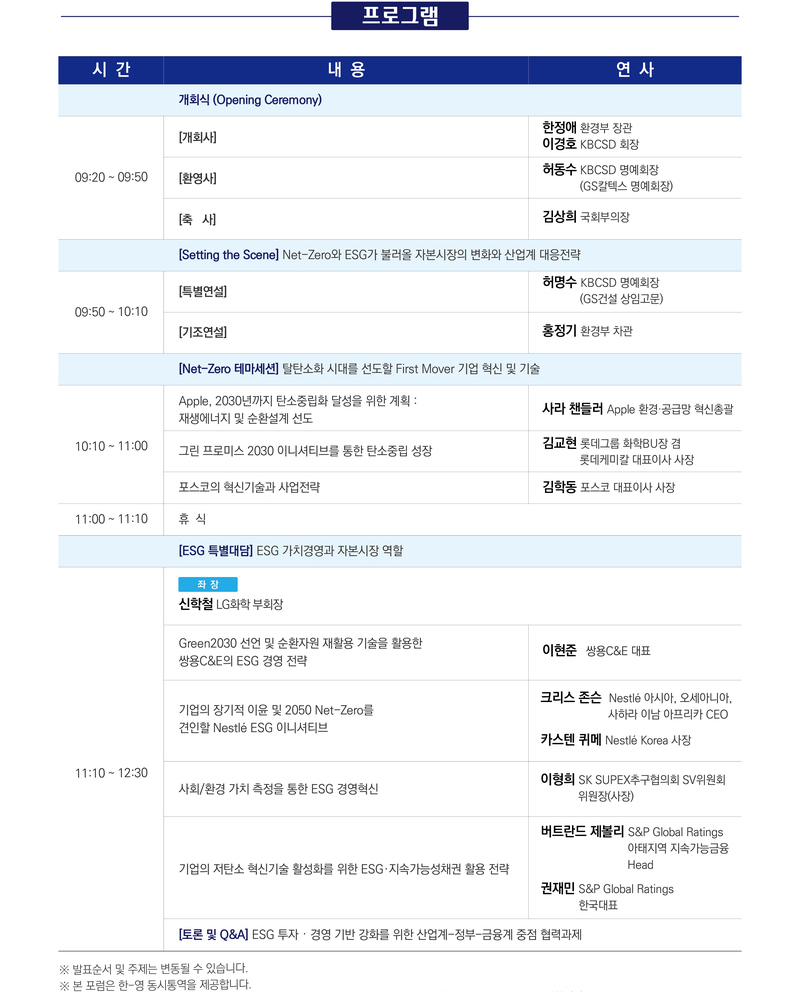 프로그램
시 간 내 용 연 사
개회식 (Opening Ceremony)
09:20 ~ 09:50
[개회사]
한정애 환경부 장관
이경호 KBCSD 회장
[환영사]
허동수 KBCSD 명예회장
(GS칼텍스 명예회장)
[축 사]
김상희 국회부의장
[Setting the Scene] Net-Zero와 ESG가 불러올 자본시장의 변화와 산업계 대응전략
09:50 ~ 10:10
[특별연설]
허명수 KBCSD 명예회장
(GS건설 상임고문)
[기조연설]
홍정기 환경부 차관
[Net-Zero 테마세션] 탈탄소화 시대를 선도할 First Mover 기업 혁신 및 기술
10:10 ~ 11:00
Apple, 2030년까지 탄소중립화 달성을 위한 계획 :
재생에너지 및 순환설계 선도
사라 챈들러 Apple 환경·공급망 혁신총괄
그린 프로미스 2030 이니셔티브를 통한 탄소중립 성장
김교현 롯데그룹 화학BU장 겸
롯데케미칼 대표이사 사장
포스코의 혁신기술과 사업전략
김학동 포스코 대표이사 사장
11:00 ~ 11:10 휴 식
[ESG 특별대담] ESG 가치경영과 자본시장 역할
11:10 ~ 12:30
좌 장
신학철 LG화학 부회장
Green2030 선언 및 순환자원 재활용 기술을 활용한
쌍용C&E의 ESG 경영 전략
이현준 쌍용C&E 대표
기업의 장기적 이윤 및 2050 Net-Zero를
견인할 Nestlé ESG 이니셔티브
크리스 존슨 Nestlé 아시아, 오세아니아,
사하라 이남 아프리카 CEO
카스텐 퀴메 Nestlé Korea 사장
사회/환경 가치 측정을 통한 ESG 경영혁신
이형희 SK SUPEX추구협의회 SV위원회
위원장(사장)
기업의 저탄소 혁신기술 활성화를 위한 ESG·지속가능성채권 활용 전략
버트란드 제볼리 S&P Global Ratings
아태지역 지속가능금융
Head
권재민 S&P Global Ratings
한국대표
[토론 및 Q&A] ESG 투자 · 경영 기반 강화를 위한 산업계-정부-금융계 중점 협력과제
※ 발표순서 및 주제는 변동될 수 있습니다.
※ 본 포럼은 한-영 동시통역을 제공합니다.